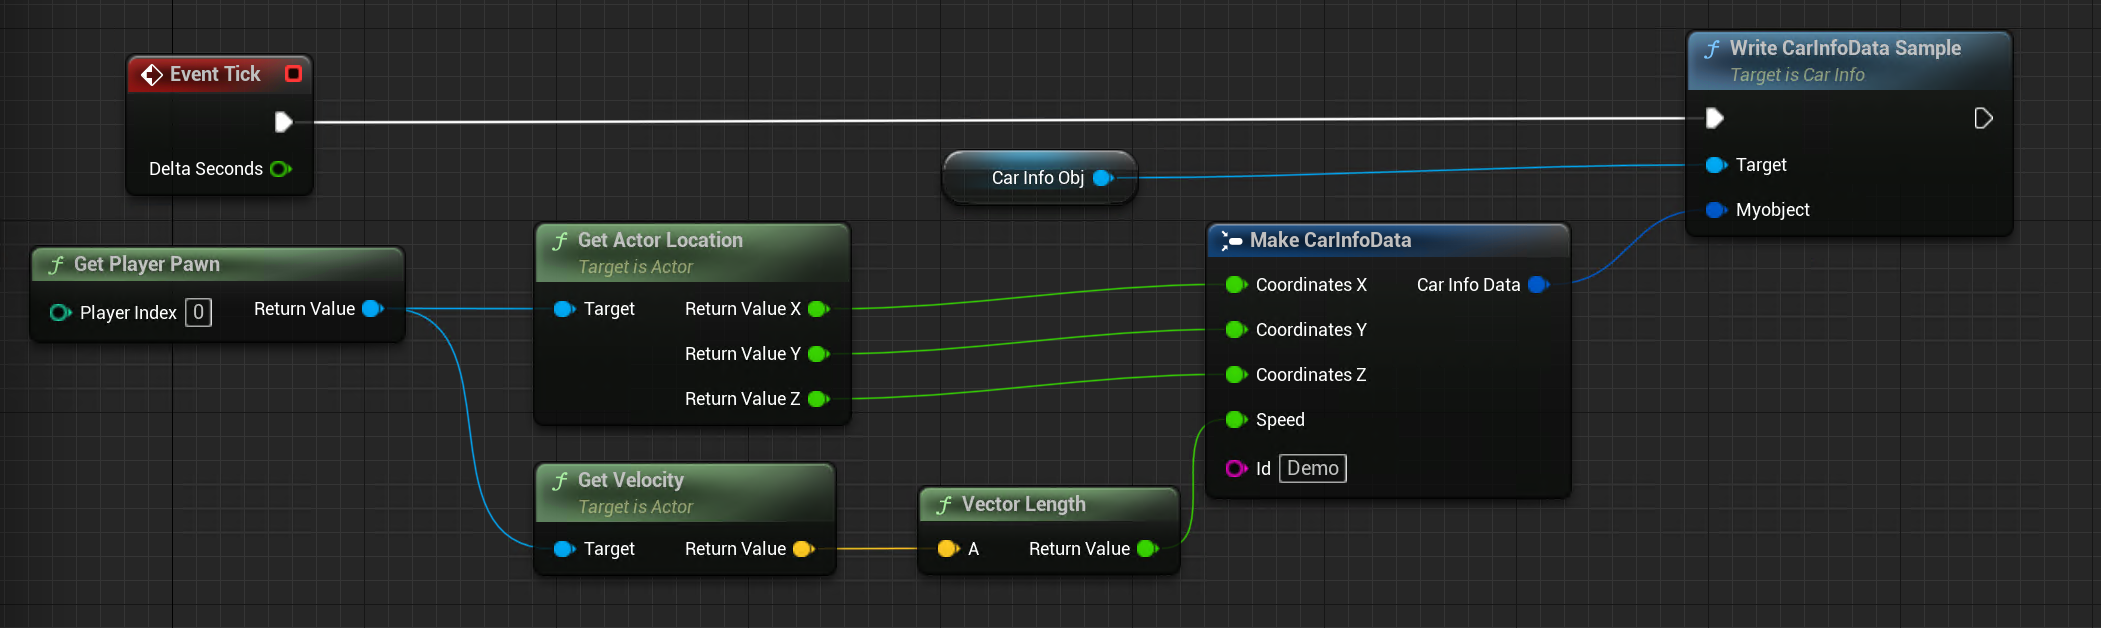 Event Tick
Delta Seconds
Get Player Pawn
Player Index 0 Return Value
Get Actor Location
Target is Actor
Target Return Value X
Return Value Y
Return Value Z
Get Velocity
Target is Actor
Target Return Value
Vector Length
A Return Value
Car Info Obj
Make CarInfoData
Coordinates X Car Info Data
Coordinates Y
Coordinates Z
Speed
Id Demo
Write CarInfoData Sample
Target is Car Info
Target
Myobject